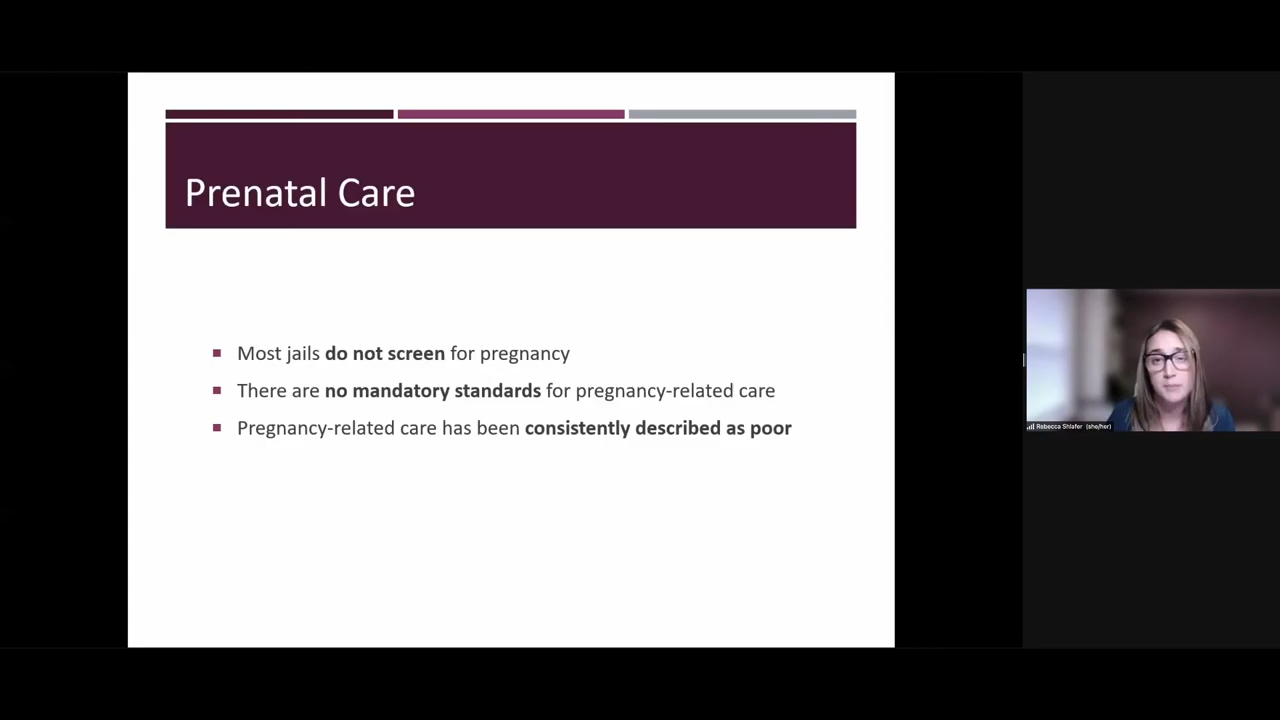 Prenatal Care
Most jails do not screen for pregnancy
There are no mandatory standards for pregnancy-related care
Pregnancy-related care has been consistently described as poor
Rebecca Shlafer (she/her)